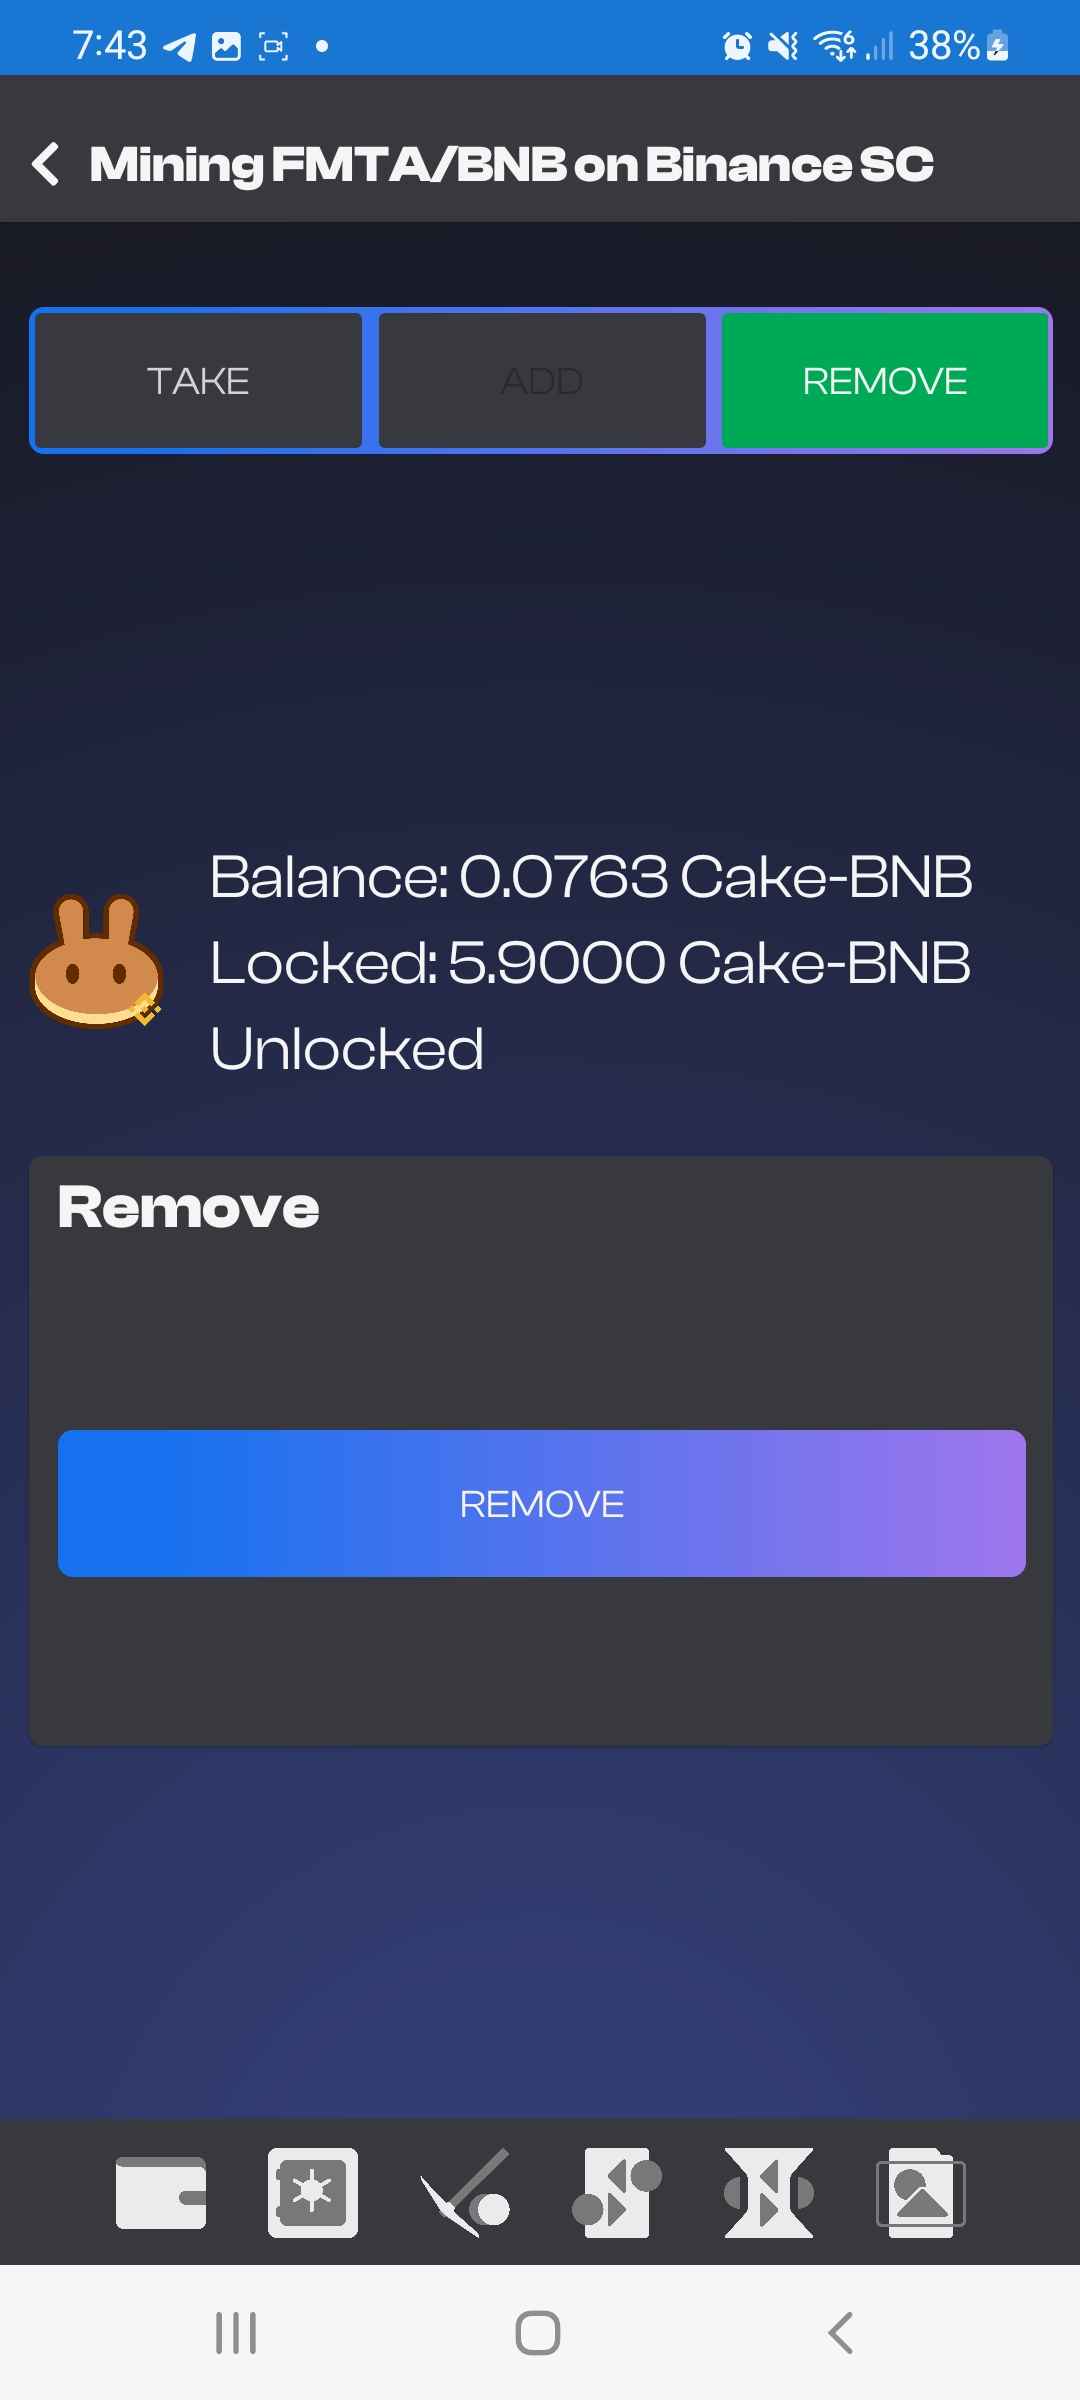 7:43
6
38%
Mining FMTA/BNB on Binance SC
TAKE
ADD
REMOVE
Balance: 0.0763 Cake-BNB
Locked: 5.9000 Cake-BNB
Unlocked
Remove
REMOVE